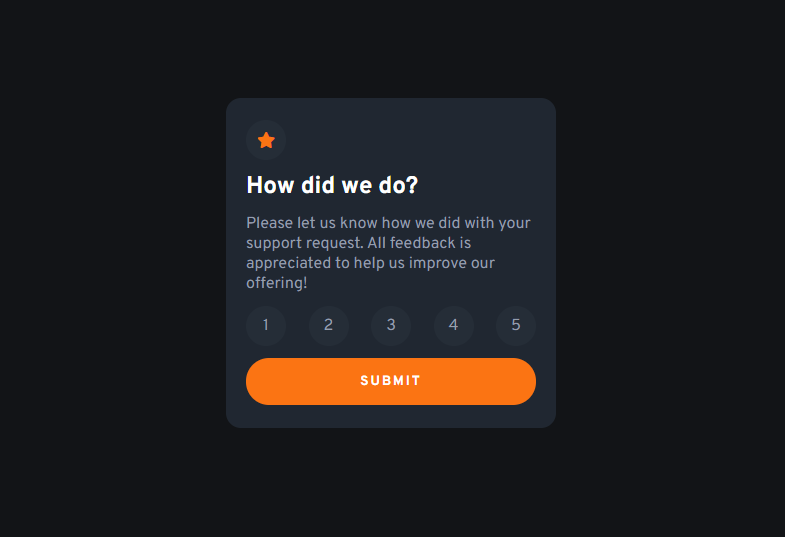 How did we do?
Please let us know how we did with your
support request. All feedback is
appreciated to help us improve our
offering!
1 2 3 4 5
SUBMIT